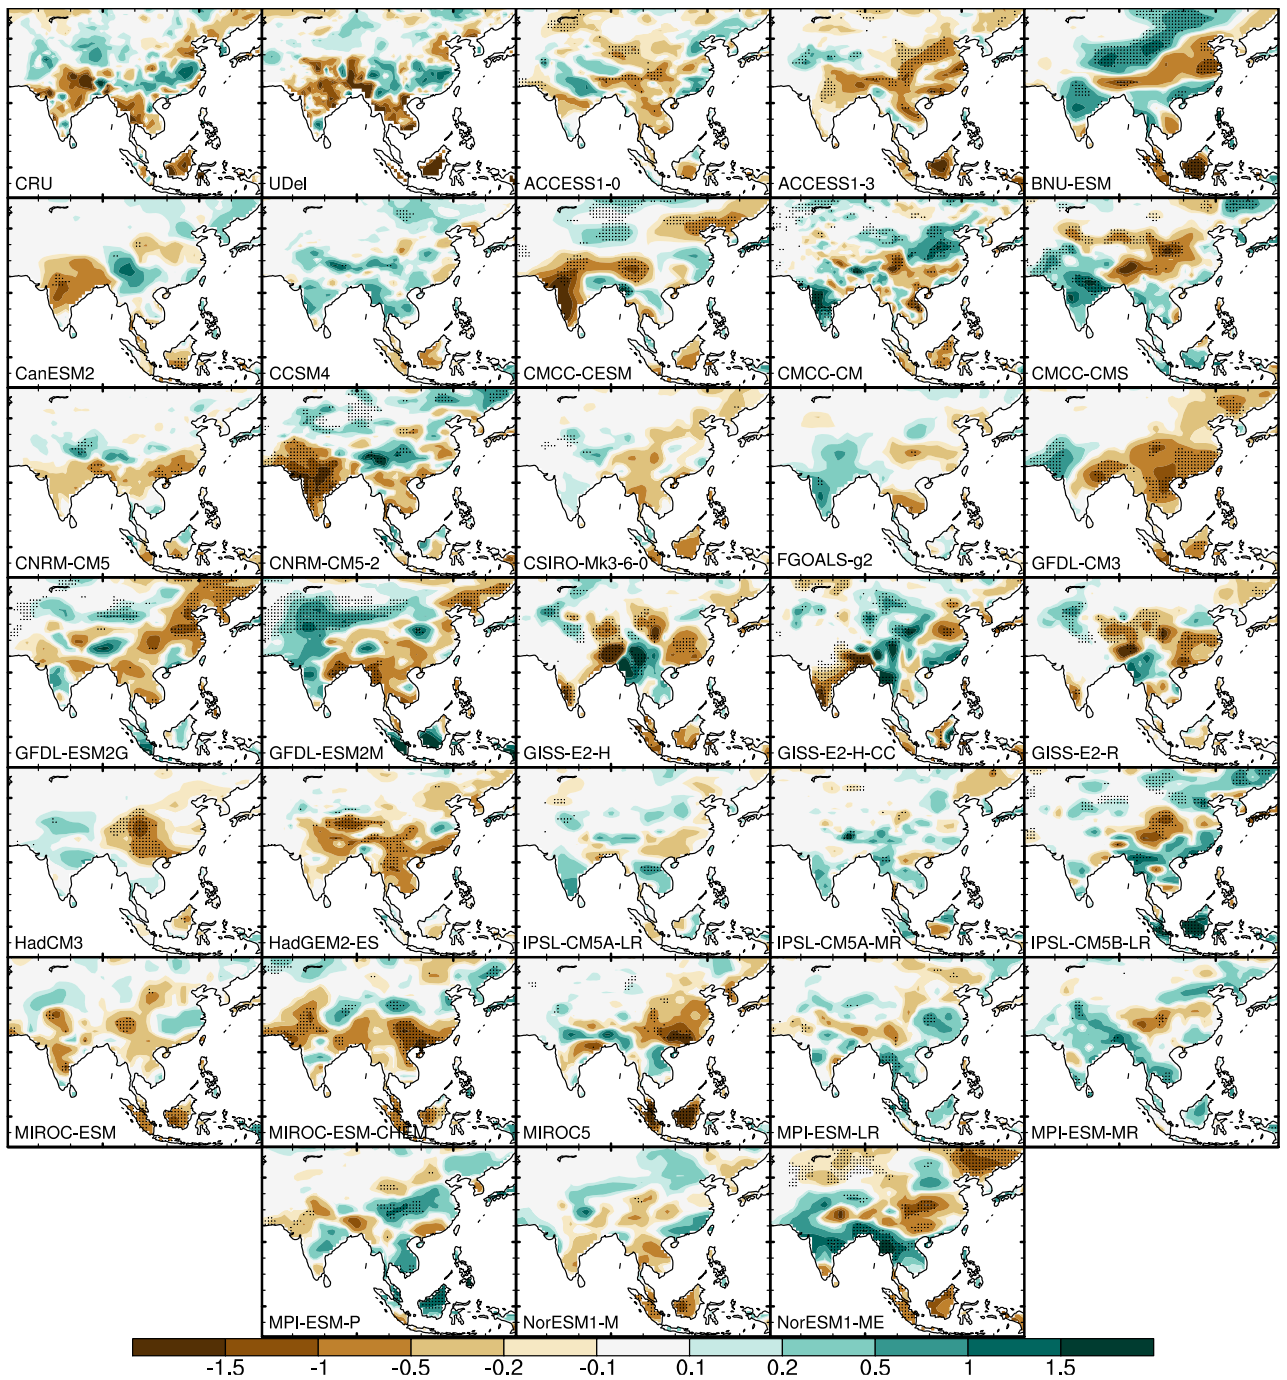 CRU UDel ACCESS1-0 ACCESS1-3 BNU-ESM
CanESM2 CCSM4 CMCC-CESM CMCC-CM CMCC-CMS
CNRM-CM5 CNRM-CM5-2 CSIRO-Mk3-6-0 FGOALS-g2 GFDL-CM3
GFDL-ESM2G GFDL-ESM2M GISS-E2-H GISS-E2-H-CC GISS-E2-R
HadCM3 HadGEM2-ES IPSL-CM5A-LR IPSL-CM5A-MR IPSL-CM5B-LR
MIROC-ESM MIROC-ESM-CHEM MIROC5 MPI-ESM-LR MPI-ESM-MR
MPI-ESM-P NorESM1-M NorESM1-ME
-1.5 -1 -0.5 -0.2 -0.1 0.1 0.2 0.5 1 1.5